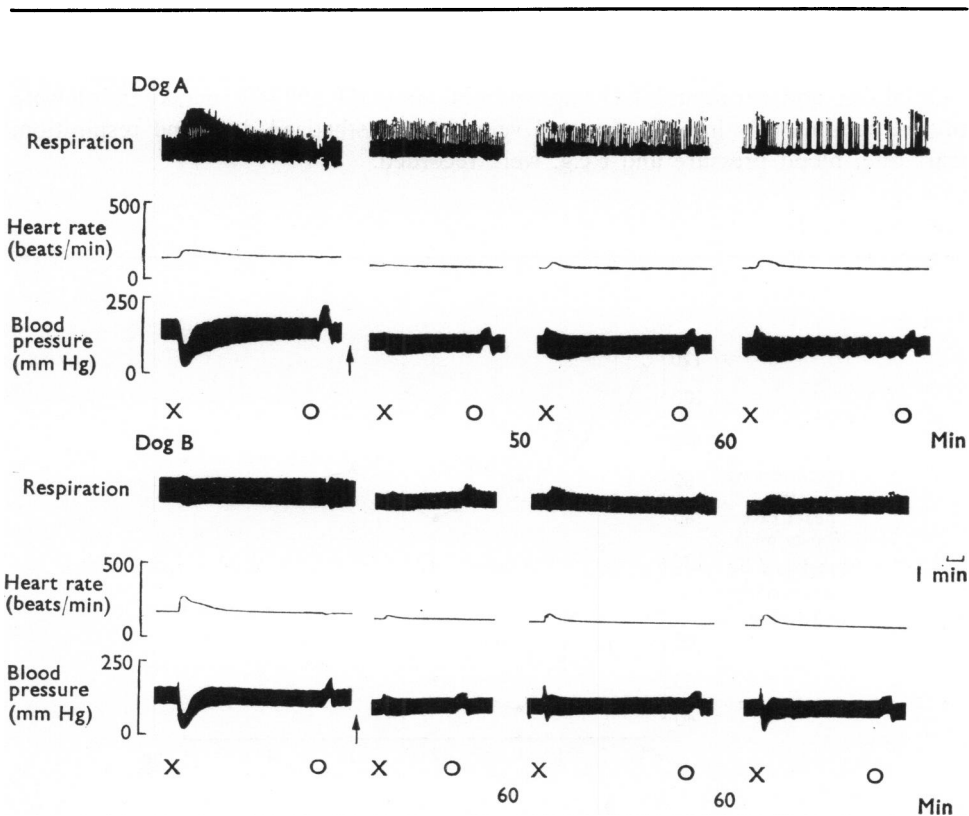 Dog A
Respiration
500
Heart rate
(beats/min)
0
250
Blood
pressure
(mm Hg)
0
X O X O X O X O
Dog B 50 60 Min
Respiration
500
Heart rate
(beats/min)
0
1 min
250
Blood
pressure
(mm Hg)
0
X O X O X O X O
60 60 Min